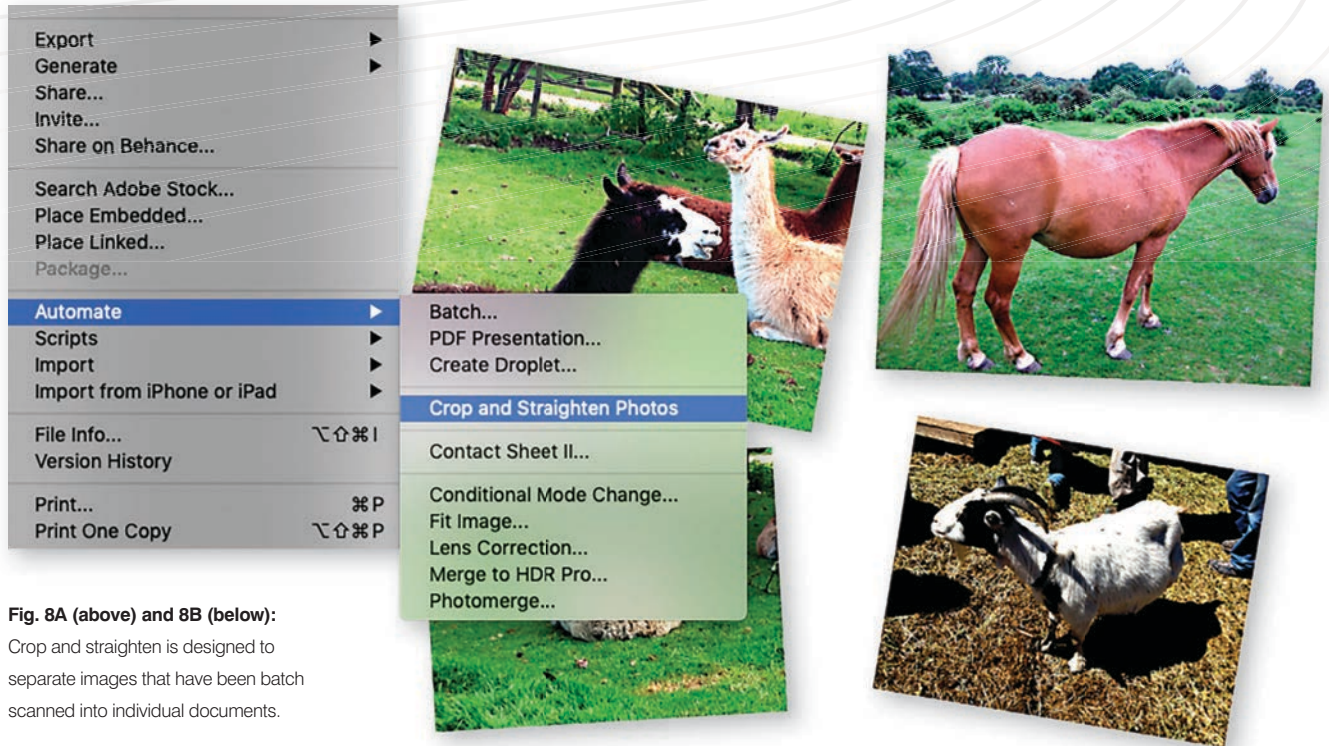 Export
Generate
Share...
Invite...
Share on Behance...
Search Adobe Stock...
Place Embedded...
Place Linked...
Package...
Automate
Scripts
Import
Import from iPhone or iPad
File Info... ⌥⇧⌘I
Version History
Print... ⌘P
Print One Copy ⌥⇧⌘P
Batch...
PDF Presentation...
Create Droplet...
Crop and Straighten Photos
Contact Sheet II...
Conditional Mode Change...
Fit Image...
Lens Correction...
Merge to HDR Pro...
Photomerge...
Fig. 8A (above) and 8B (below):
Crop and straighten is designed to
separate images that have been batch
scanned into individual documents.